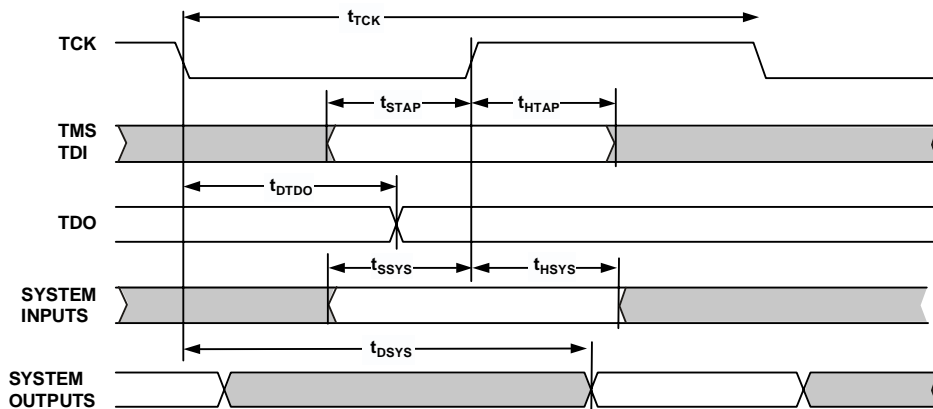 tTCK
TCK
tSTAP
tHTAP
TMS
TDI
tDTDO
TDO
tSSYS
tHSYS
SYSTEM
INPUTS
tDSYS
SYSTEM
OUTPUTS